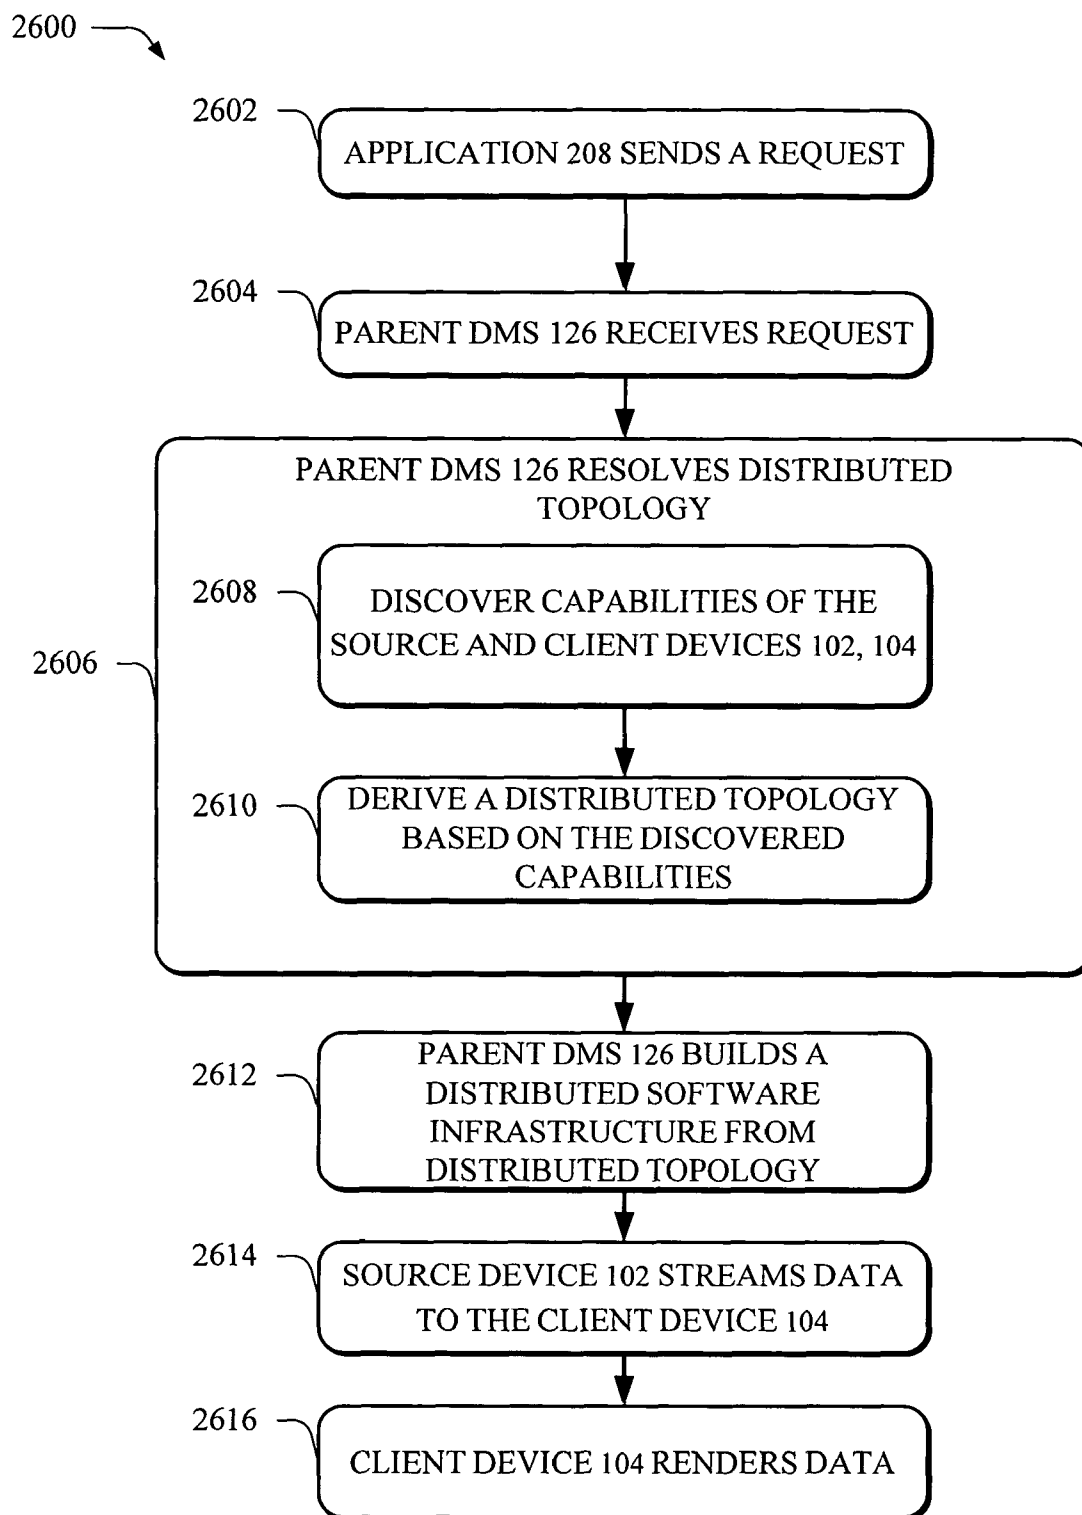 2600
2602
APPLICATION 208 SENDS A REQUEST
2604
PARENT DMS 126 RECEIVES REQUEST
2606
PARENT DMS 126 RESOLVES DISTRIBUTED
TOPOLOGY
2608
DISCOVER CAPABILITIES OF THE
SOURCE AND CLIENT DEVICES 102, 104
2610
DERIVE A DISTRIBUTED TOPOLOGY
BASED ON THE DISCOVERED
CAPABILITIES
2612
PARENT DMS 126 BUILDS A
DISTRIBUTED SOFTWARE
INFRASTRUCTURE FROM
DISTRIBUTED TOPOLOGY
2614
SOURCE DEVICE 102 STREAMS DATA
TO THE CLIENT DEVICE 104
2616
CLIENT DEVICE 104 RENDERS DATA